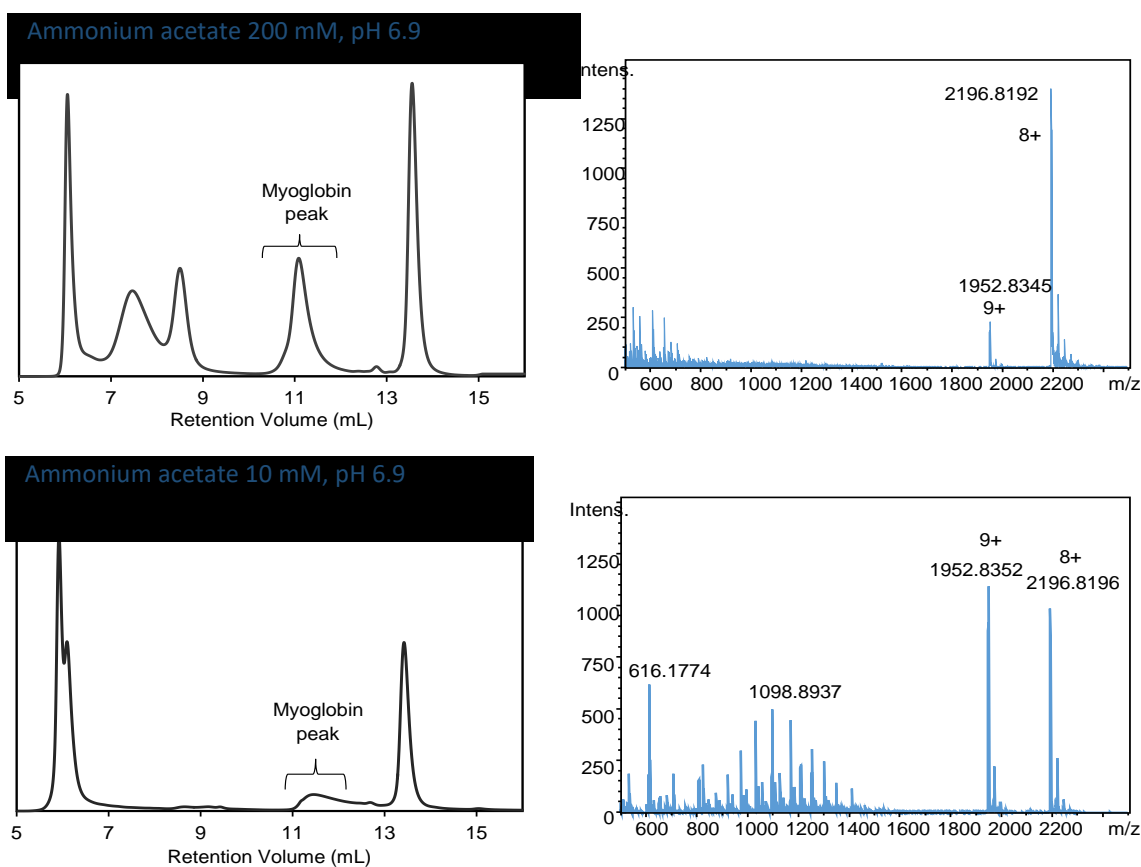 Ammonium acetate 200 mM, pH 6.9
Myoglobin
peak
5 7 9 11 13 15
Retention Volume (mL)
Intens.
2196.8192
8+
1250
1000
750
500
250
0
1952.8345
9+
600 800 1000 1200 1400 1600 1800 2000 2200 m/z
Ammonium acetate 10 mM, pH 6.9
Myoglobin
peak
5 7 9 11 13 15
Retention Volume (mL)
Intens.
9+
1952.8352
8+
2196.8196
1250
1000
750
500
250
0
616.1774
1098.8937
600 800 1000 1200 1400 1600 1800 2000 2200 m/z